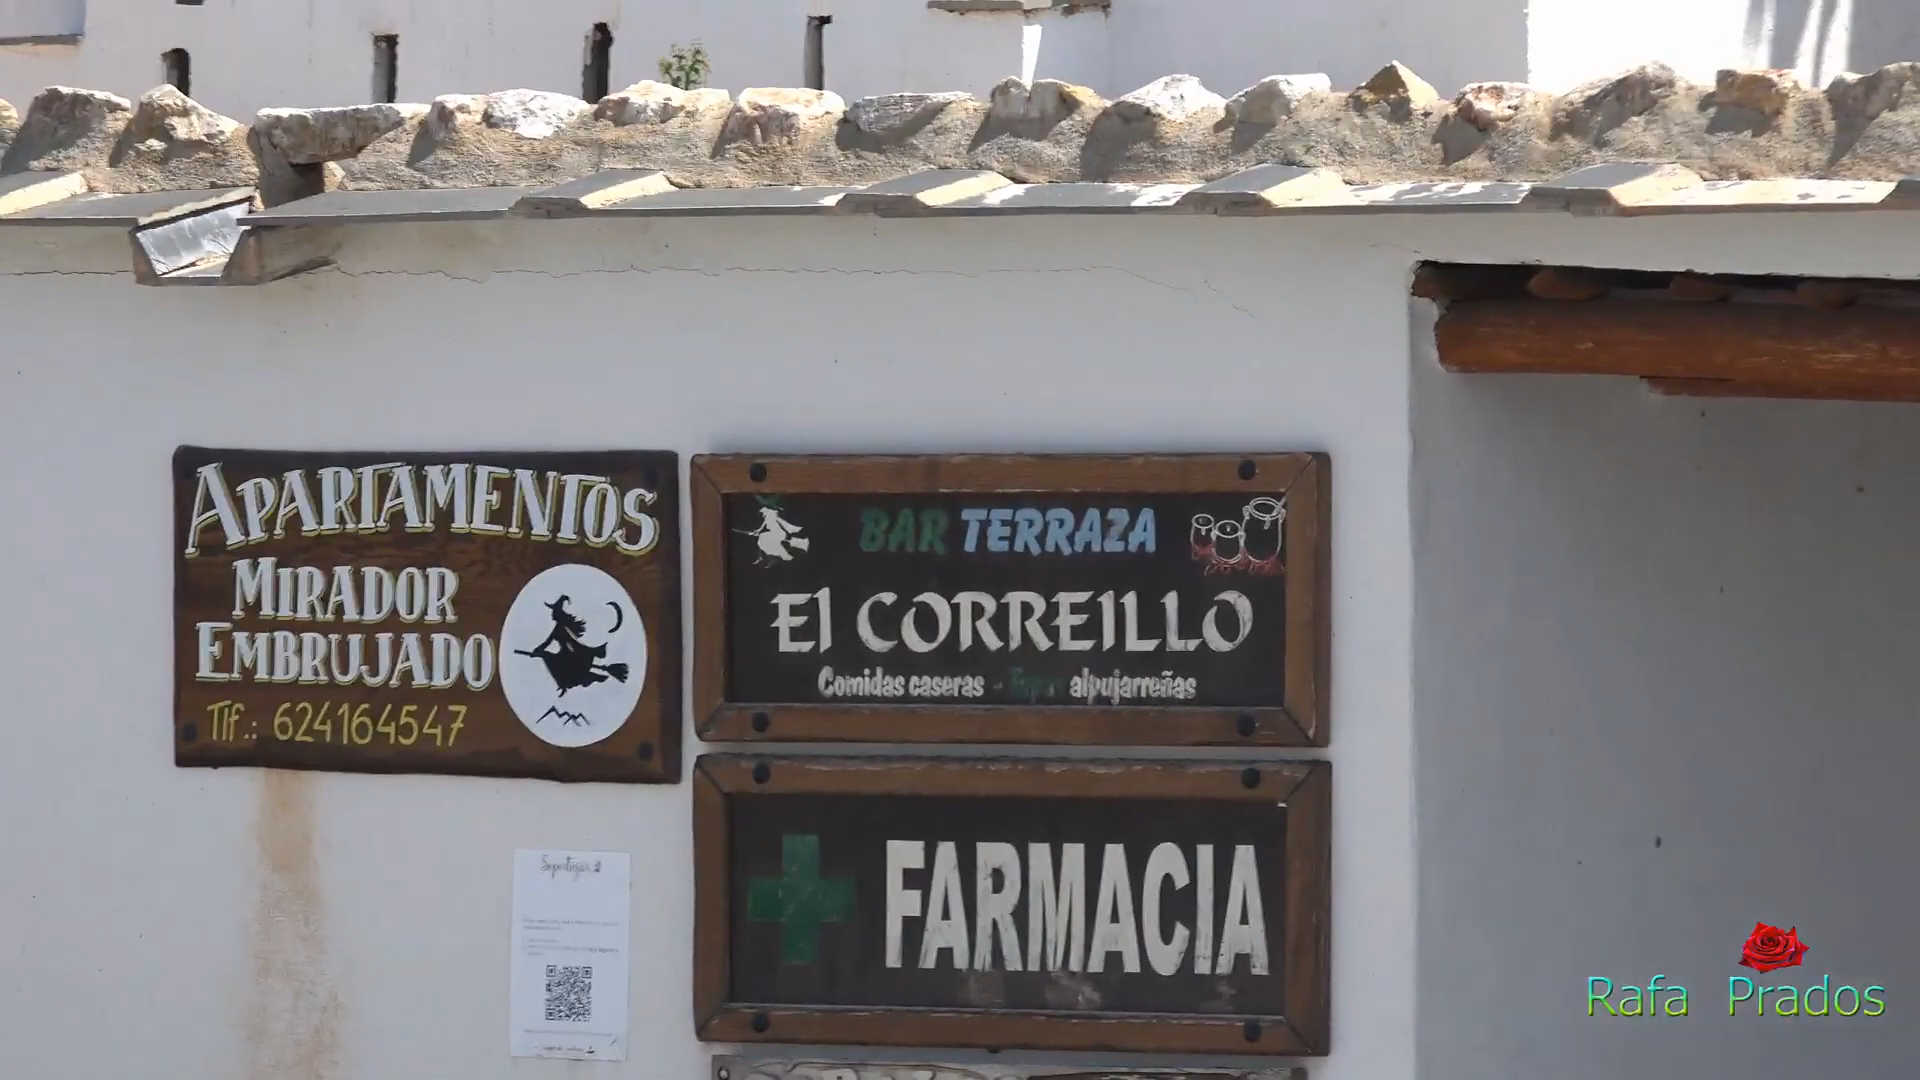 APARTAMENTOS
MIRADOR
EMBRUJADO
Tlf.: 624164547
BAR TERRAZA
El CORREILLO
Comidas caseras - Tapas alpujarreñas
FARMACIA
Rafa Prados